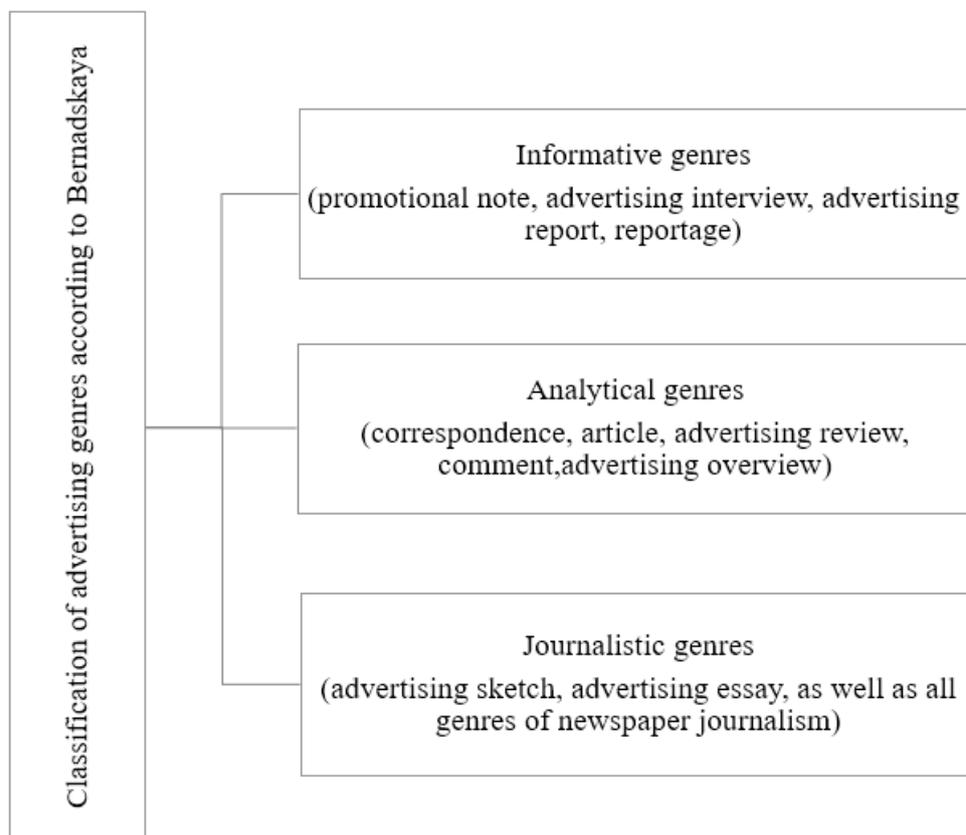 Classification of advertising genres according to Bernadskaya
Informative genres
(promotional note, advertising interview, advertising
report, reportage)
Analytical genres
(correspondence, article, advertising review,
comment,advertising overview)
Journalistic genres
(advertising sketch, advertising essay, as well as all
genres of newspaper journalism)